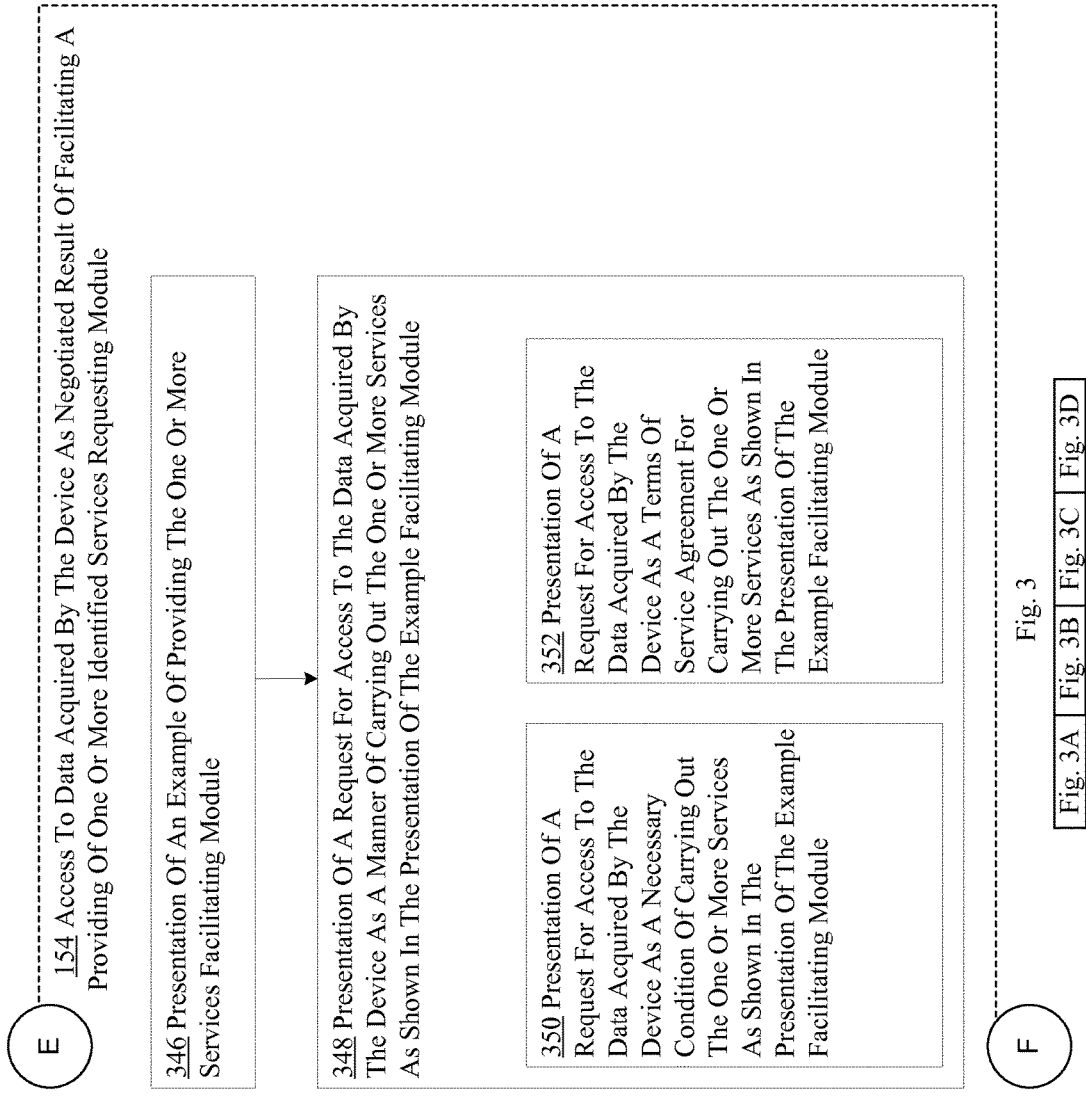 E
154 Access To Data Acquired By The Device As Negotiated Result Of Facilitating A
Providing Of One Or More Identified Services Requesting Module
346 Presentation Of An Example Of Providing The One Or More
Services Facilitating Module
348 Presentation Of A Request For Access To The Data Acquired By
The Device As A Manner Of Carrying Out The One Or More Services
As Shown In The Presentation Of The Example Facilitating Module
350 Presentation Of A
Request For Access To The
Data Acquired By The
Device As A Necessary
Condition Of Carrying Out
The One Or More Services
As Shown In The
Presentation Of The Example
Facilitating Module
352 Presentation Of A
Request For Access To The
Data Acquired By The
Device As A Terms Of
Service Agreement For
Carrying Out The One Or
More Services As Shown In
The Presentation Of The
Example Facilitating Module
F
Fig. 3
Fig. 3A Fig. 3B Fig. 3C Fig. 3D